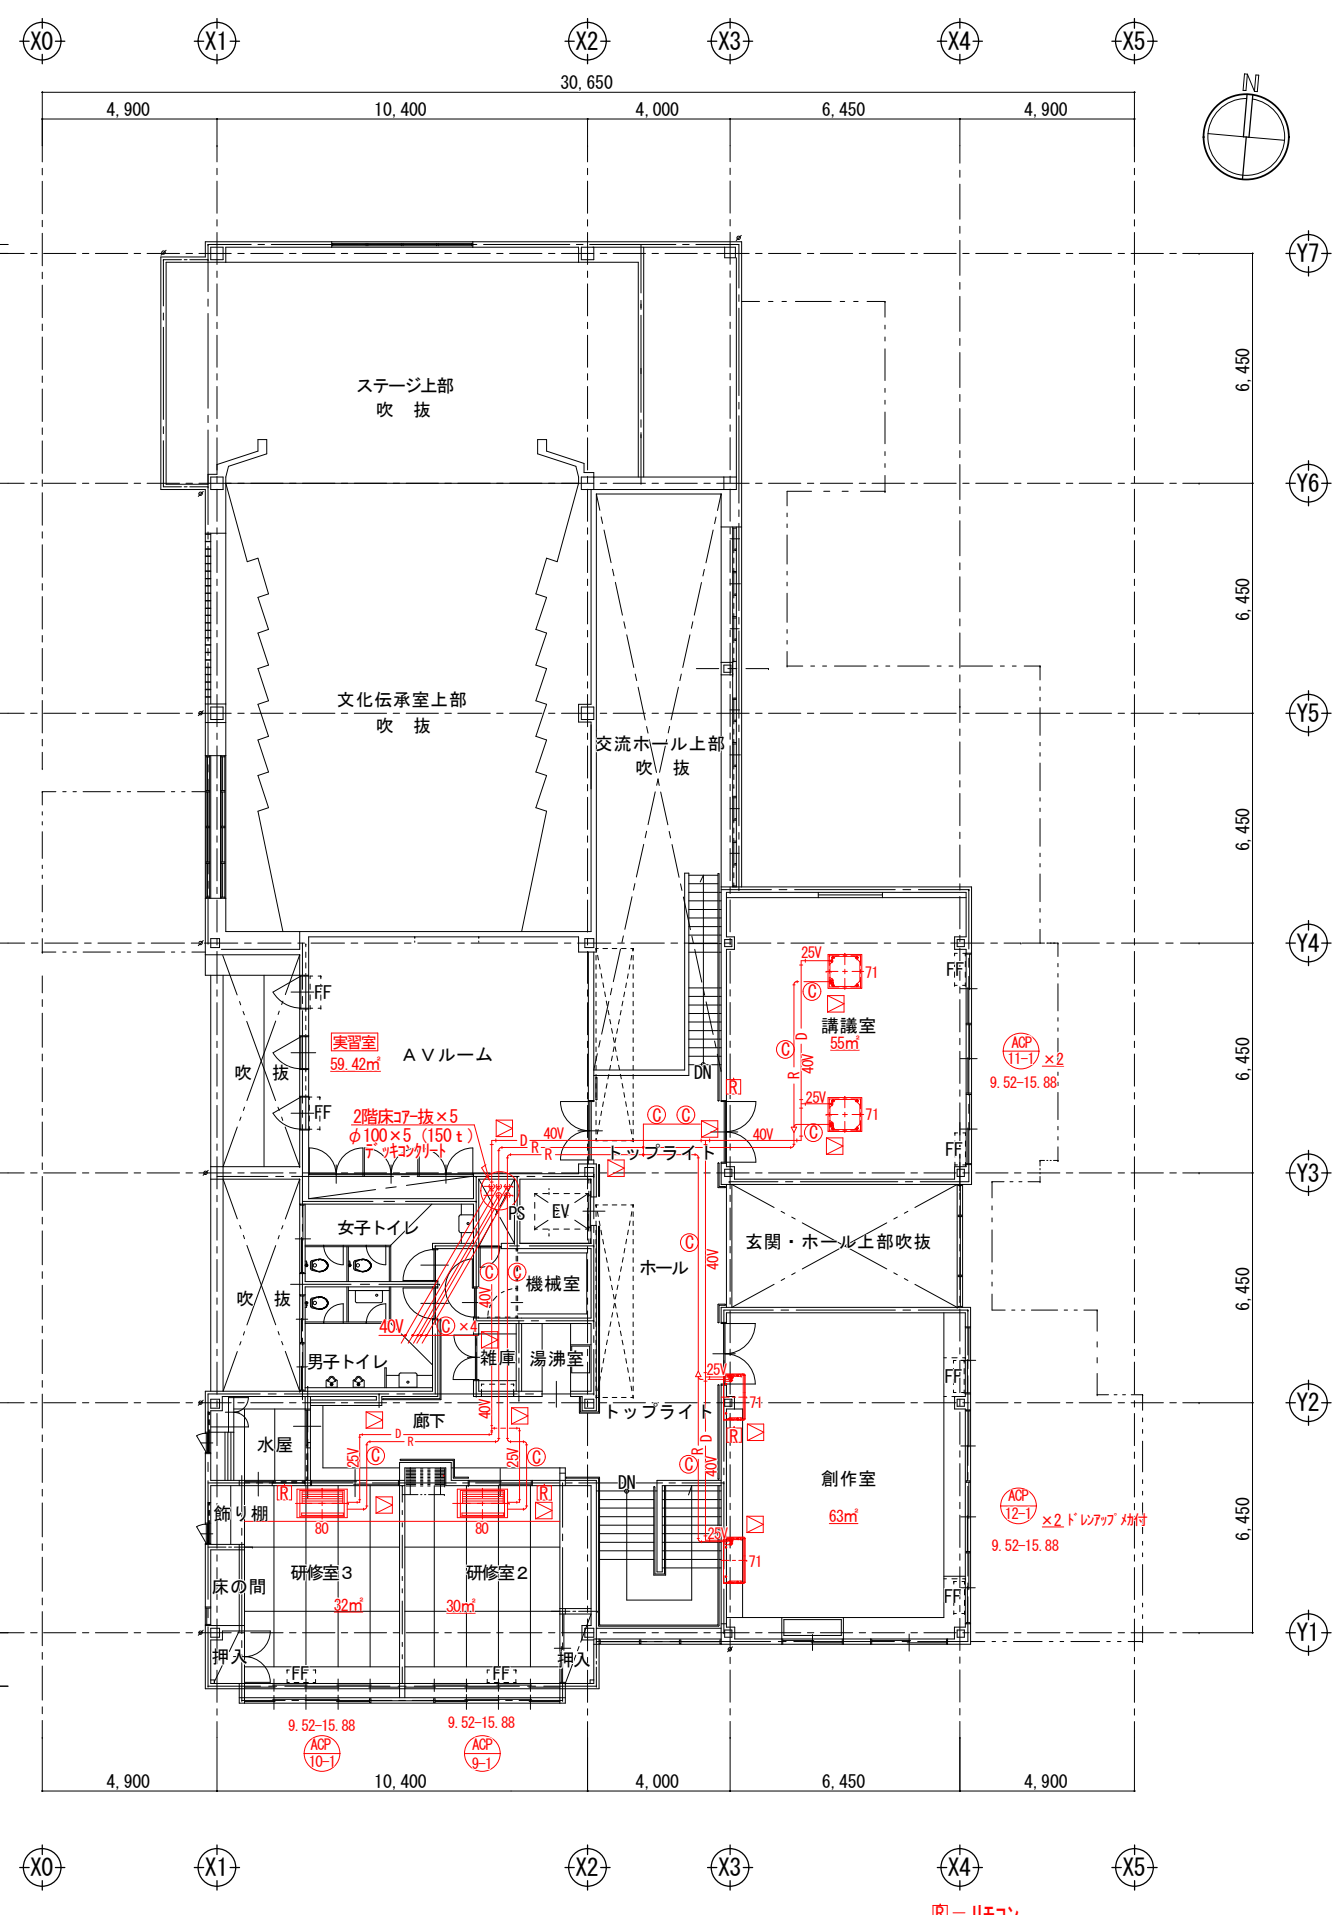 X0 X1 X2 X3 X4 X5
30,650
4,900 10,400 4,000 6,450 4,900
N
Y7
6,450
ステージ上部
吹 抜
Y6
6,450
文化伝承室上部
吹 抜
Y5
交流ホール上部
吹 抜
6,450
Y4
25V
71
FF
FF
C
実習室
59.42㎡
AVルーム
講議室
55㎡
ACP
11-1 ×2
9.52-15.88
6,450
吹 抜
DN
C
D
R
40V
R
25V
71
FF
2階床コアー抜×5
φ100×5 (150t)
デッキコンクリート
C C
40V
D
R
R
40V
C
トップライト
FF
Y3
PS
EV
女子トイレ
C
40V
ホール
玄関・ホール上部吹抜
C C
機械室
40V
吹 抜
6,450
40V
C ×4
雑庫
湯沸室
男子トイレ
25V
71
FF
40V
廊下
トップライト
Y2
D
R
水屋
25V
C
25V
C
R
R
D
40V
C
DN
創作室
63㎡
R
R
飾り棚
80
80
25V
71
ACP
12-1 ×2 ドレンアップメカ付
9.52-15.88
6,450
研修室3
研修室2
床の間
32㎡
30㎡
FF
Y1
押入
押入
FF
FF
9.52-15.88
9.52-15.88
ACP
10-1
ACP
9-1
4,900 10,400 4,000 6,450 4,900
X0 X1 X2 X3 X4 X5
R — リモコン